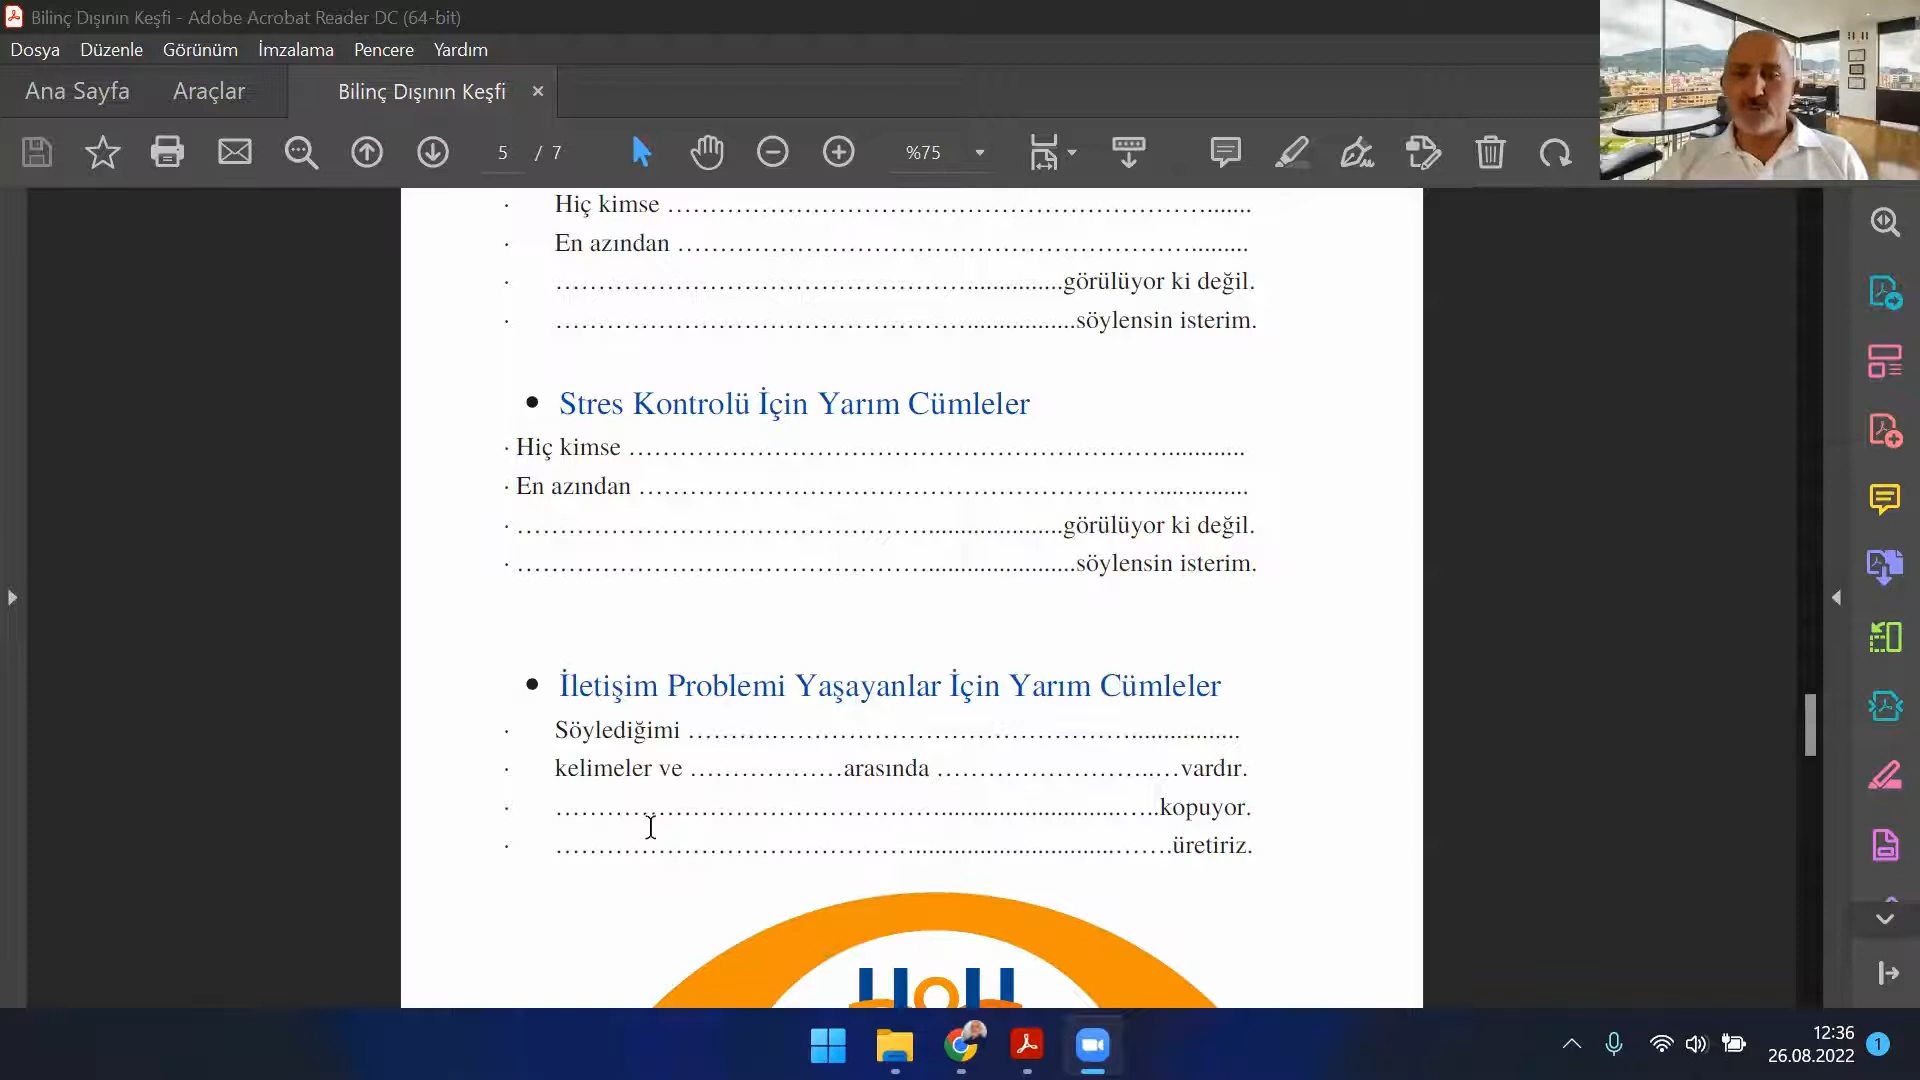 Bilinç Dışının Keşfi - Adobe Acrobat Reader DC (64-bit)
Dosya Düzenle Görünüm İmzalama Pencere Yardım
Ana Sayfa Araçlar Bilinç Dışının Keşfi ×
5 / 7 %75
· Hiç kimse ……………………………………………………......
· En azından …………………………………………………….........
· …………………………………………..............görülüyor ki değil.
· …………………………………………................söylensin isterim.
• Stres Kontrolü İçin Yarım Cümleler
· Hiç kimse ……………………………………………………............
· En azından ……………………………………………………...............
· …………………………………………....................görülüyor ki değil.
· …………………………………………......................söylensin isterim.
• İletişim Problemi Yaşayanlar İçin Yarım Cümleler
· Söylediğimi ……….……………………………………................
· kelimeler ve ………………arasında ……………………..…vardır.
· ………………………………………...........................…..kopuyor.
· ……………………………………...............................…….üretiriz.
HoH
12:36
26.08.2022 1